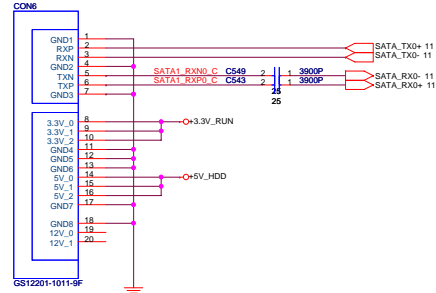 CON6
GND1 1
RXP 2 SATA_TX0+ 11
RXN 3 SATA_TX0- 11
GND2 4
TXN 5 SATA1_RXN0_C C549 2 1 3900P SATA_RX0- 11
TXP 6 SATA1_RXP0_C C543 2 1 3900P SATA_RX0+ 11
GND3 7
25
25
3.3V_0 8 +3.3V_RUN
3.3V_1 9
3.3V_2 10
GND4 11
GND5 12
GND6 13
5V_0 14 +5V_HDD
5V_1 15
5V_2 16
GND7 17
GND8 18
12V_0 19
12V_1 20
GS12201-1011-9F